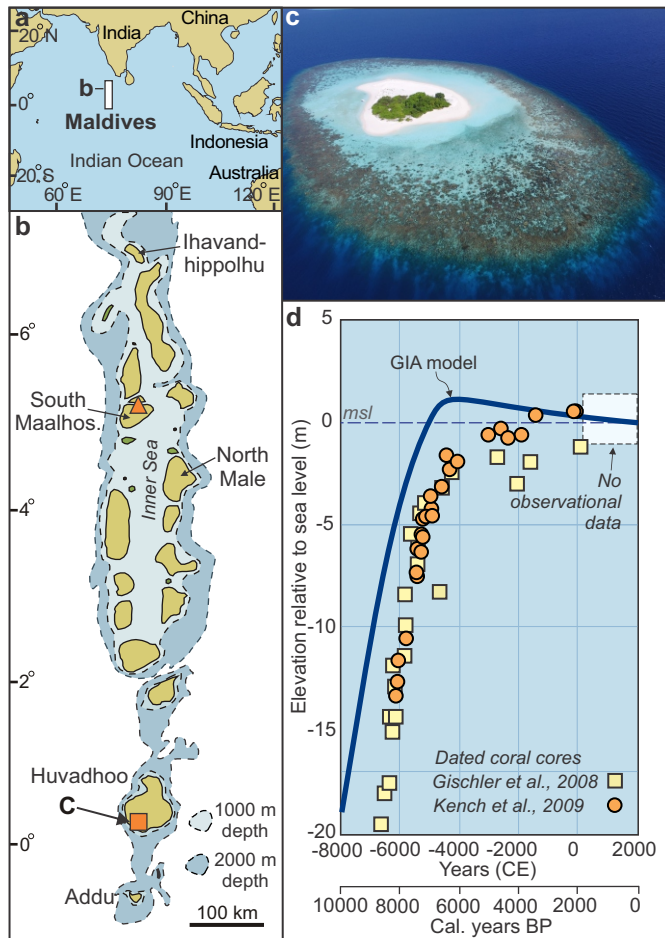 a
20°N
China
India
b
0°
Maldives
Indonesia
Indian Ocean
20°S
Australia
60°E
90°E
120°E
b
Ihavand-
hippolhu
6°
South
Maalhos.
Inner Sea
North
Male
4°
2°
Huvadhoo
C
1000 m
depth
0°
2000 m
depth
Addu
100 km
c
d
5
GIA model
msl
0
No
observational
data
-5
-10
-15
-20
Elevation relative to sea level (m)
Dated coral cores
Gischler et al., 2008
Kench et al., 2009
-8000 -6000 4000 -2000 0 2000
Years (CE)
10000 8000 6000 4000 2000 0
Cal. years BP